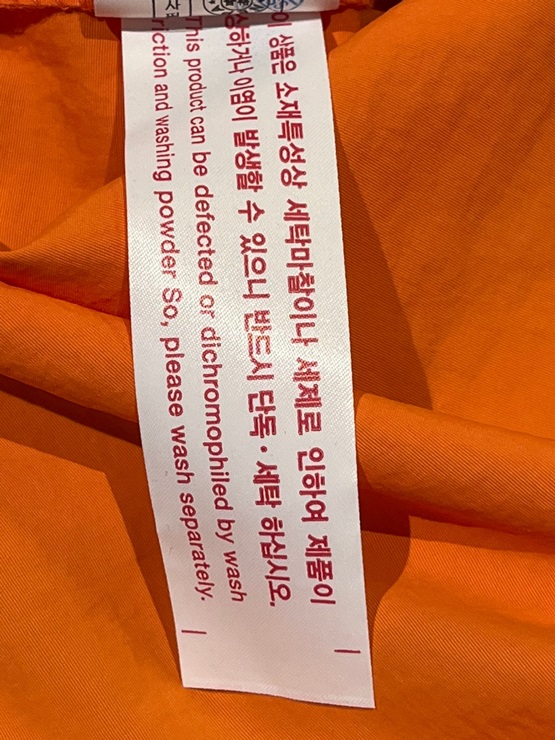 이 상품은 소재특성상 세탁마찰이나 세제로 인하여 제품이
상하거나 이염이 발생할 수 있으니 반드시 단독·세탁 하십시오.
This product can be defected or dichromophiled by wash
riction and washing powder So, please wash separately.